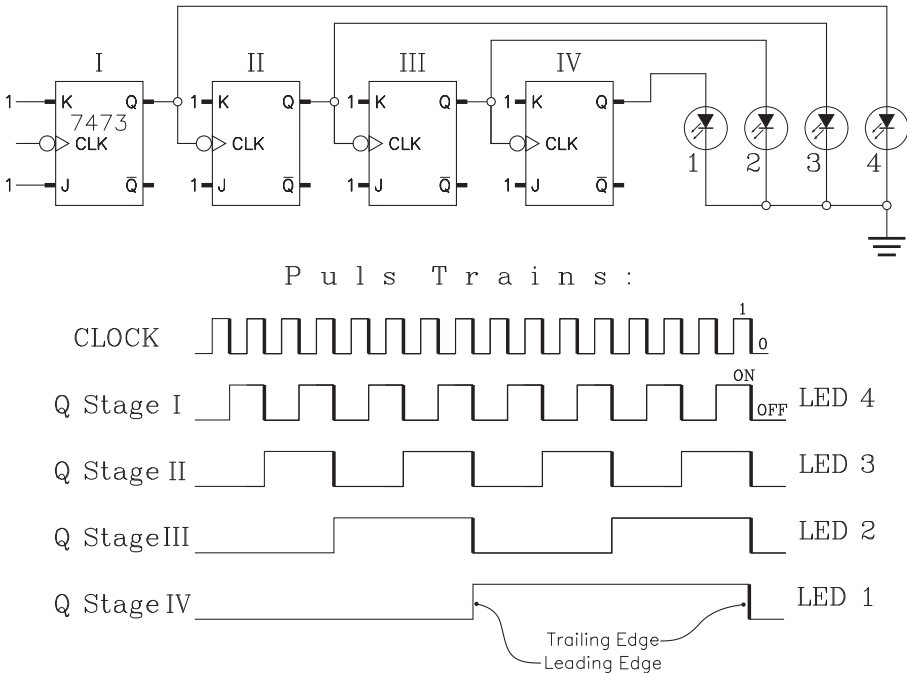 I II III IV
1 K Q 1 K Q 1 K Q 1 K Q
7473
CLK CLK CLK CLK
1 J Q̅ 1 J Q̅ 1 J Q̅ 1 J Q̅
1 2 3 4
Puls Trains:
CLOCK 1 0
Q Stage I ON OFF LED 4
Q Stage II LED 3
Q Stage III LED 2
Q Stage IV LED 1
Trailing Edge
Leading Edge